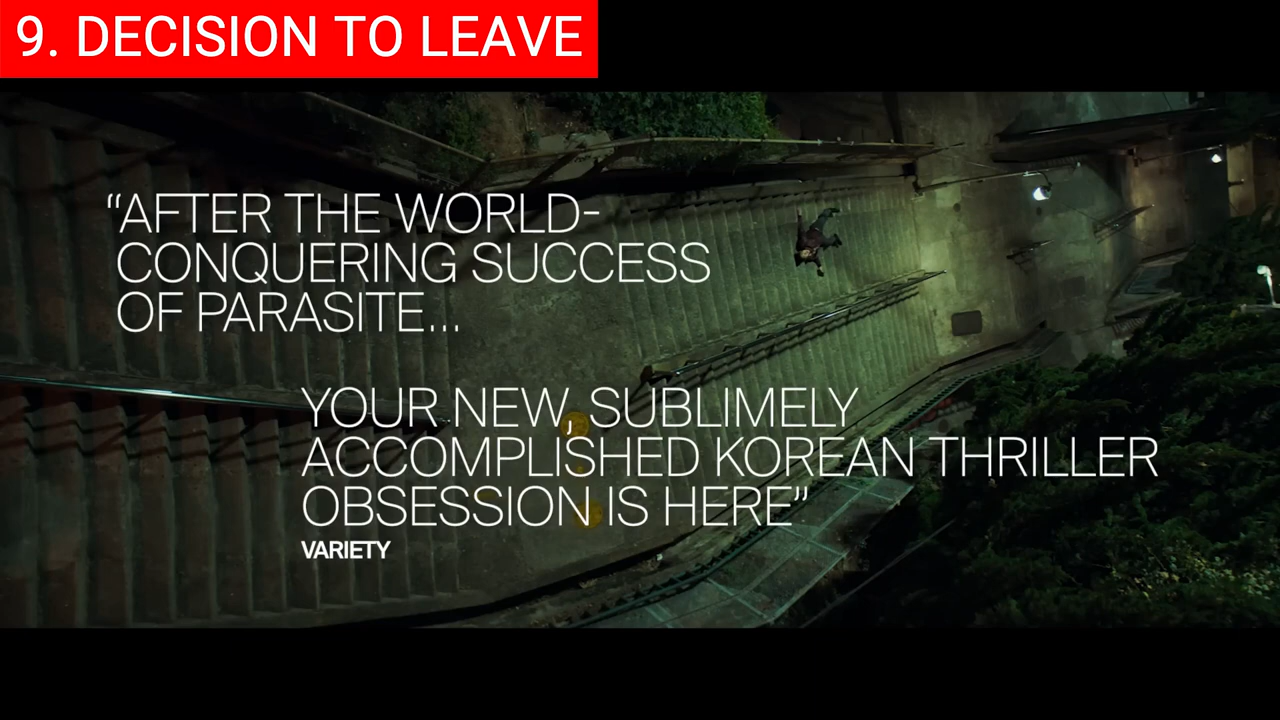 9. DECISION TO LEAVE
“AFTER THE WORLD-
CONQUERING SUCCESS
OF PARASITE...
YOUR NEW, SUBLIMELY
ACCOMPLISHED KOREAN THRILLER
OBSESSION IS HERE”
VARIETY